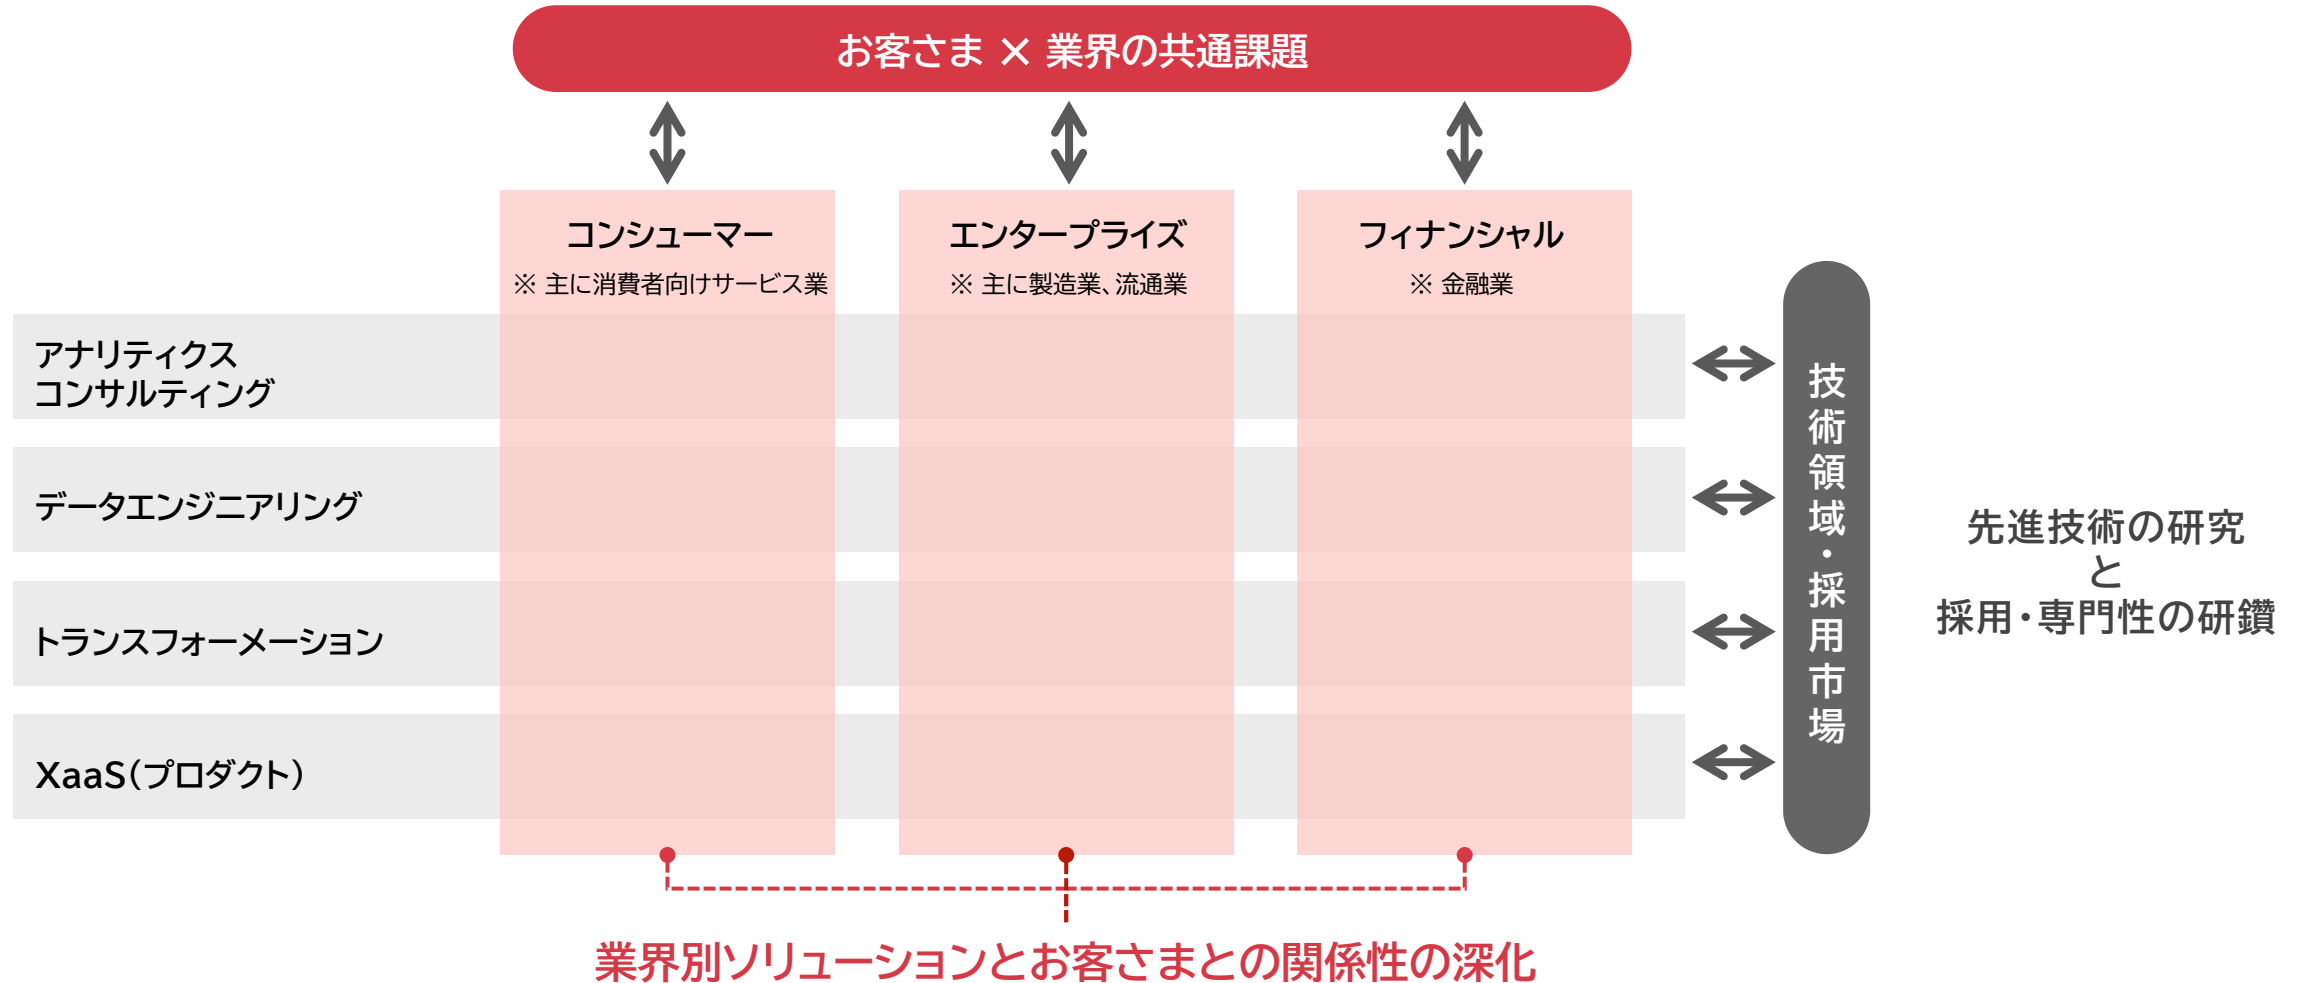 お客さま × 業界の共通課題
コンシューマー
※ 主に消費者向けサービス業
エンタープライズ
※ 主に製造業、流通業
フィナンシャル
※ 金融業
アナリティクス
コンサルティング
データエンジニアリング
トランスフォーメーション
XaaS(プロダクト)
技術領域・採用市場
先進技術の研究
と
採用・専門性の研鑽
業界別ソリューションとお客さまとの関係性の深化